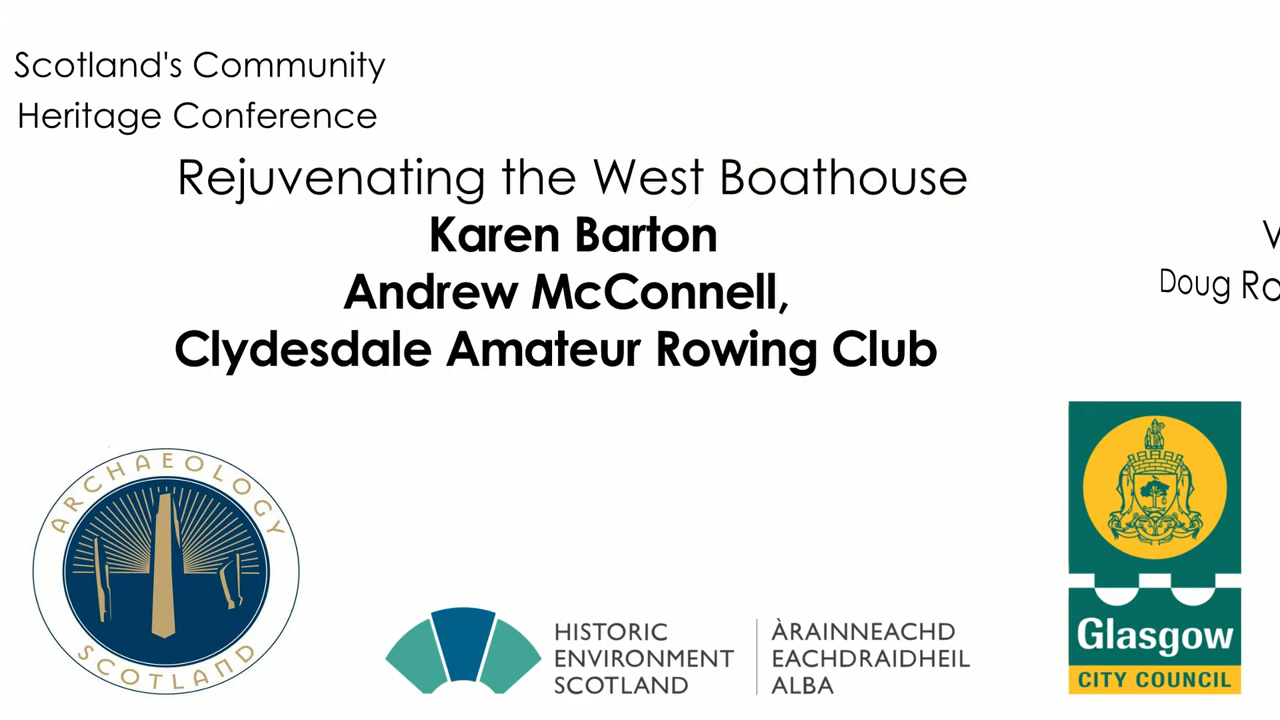 Scotland's Community
Heritage Conference
Rejuvenating the West Boathouse
Karen Barton
Andrew McConnell,
Clydesdale Amateur Rowing Club
Doug
ARCHAEOLOGY
SCOTLAND
HISTORIC
ENVIRONMENT
SCOTLAND
ÀRAINNEACHD
EACHDRAIDHEIL
ALBA
Glasgow
CITY COUNCIL